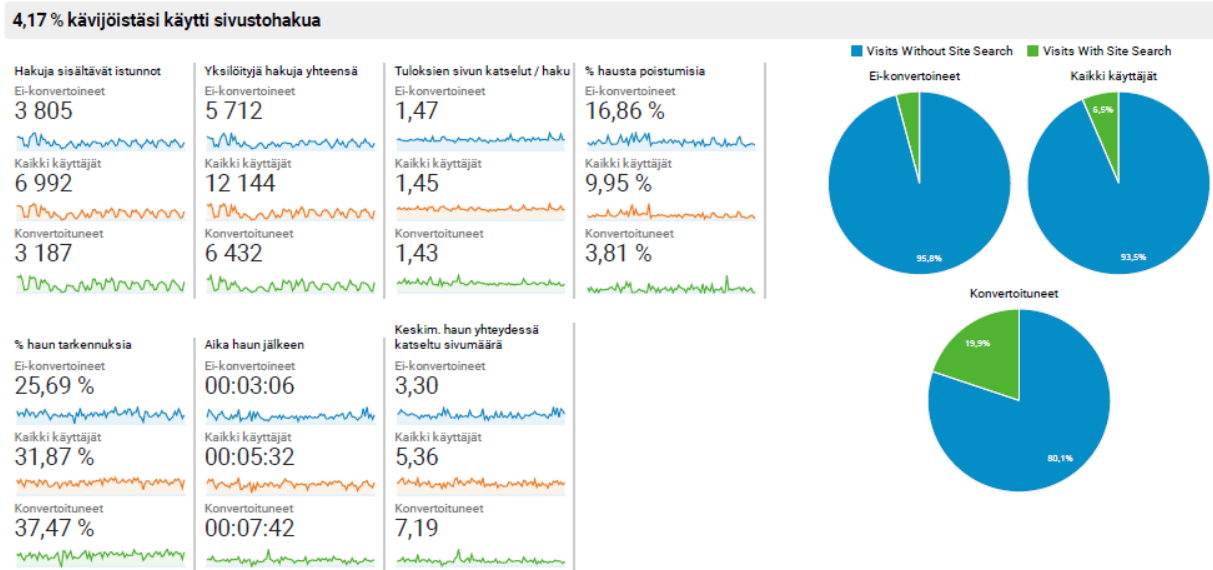 4,17 % kävijöistäsi käytti sivustohakua
Visits Without Site Search
Visits With Site Search
Hakuja sisältävät istunnot
Ei-konvertoineet
3 805
Kaikki käyttäjät
6 992
Konvertoituneet
3 187
Yksilöityjä hakuja yhteensä
Ei-konvertoineet
5 712
Kaikki käyttäjät
12 144
Konvertoituneet
6 432
Tuloksien sivun katselut / haku
Ei-konvertoineet
1,47
Kaikki käyttäjät
1,45
Konvertoituneet
1,43
% hausta poistumisia
Ei-konvertoineet
16,86 %
Kaikki käyttäjät
9,95 %
Konvertoituneet
3,81 %
% haun tarkennuksia
Ei-konvertoineet
25,69 %
Kaikki käyttäjät
31,87 %
Konvertoituneet
37,47 %
Aika haun jälkeen
Ei-konvertoineet
00:03:06
Kaikki käyttäjät
00:05:32
Konvertoituneet
00:07:42
Keskim. haun yhteydessä
katseltu sivumäärä
Ei-konvertoineet
3,30
Kaikki käyttäjät
5,36
Konvertoituneet
7,19
Ei-konvertoineet
95,8%
Kaikki käyttäjät
6,5%
93,5%
Konvertoituneet
19,9%
80,1%